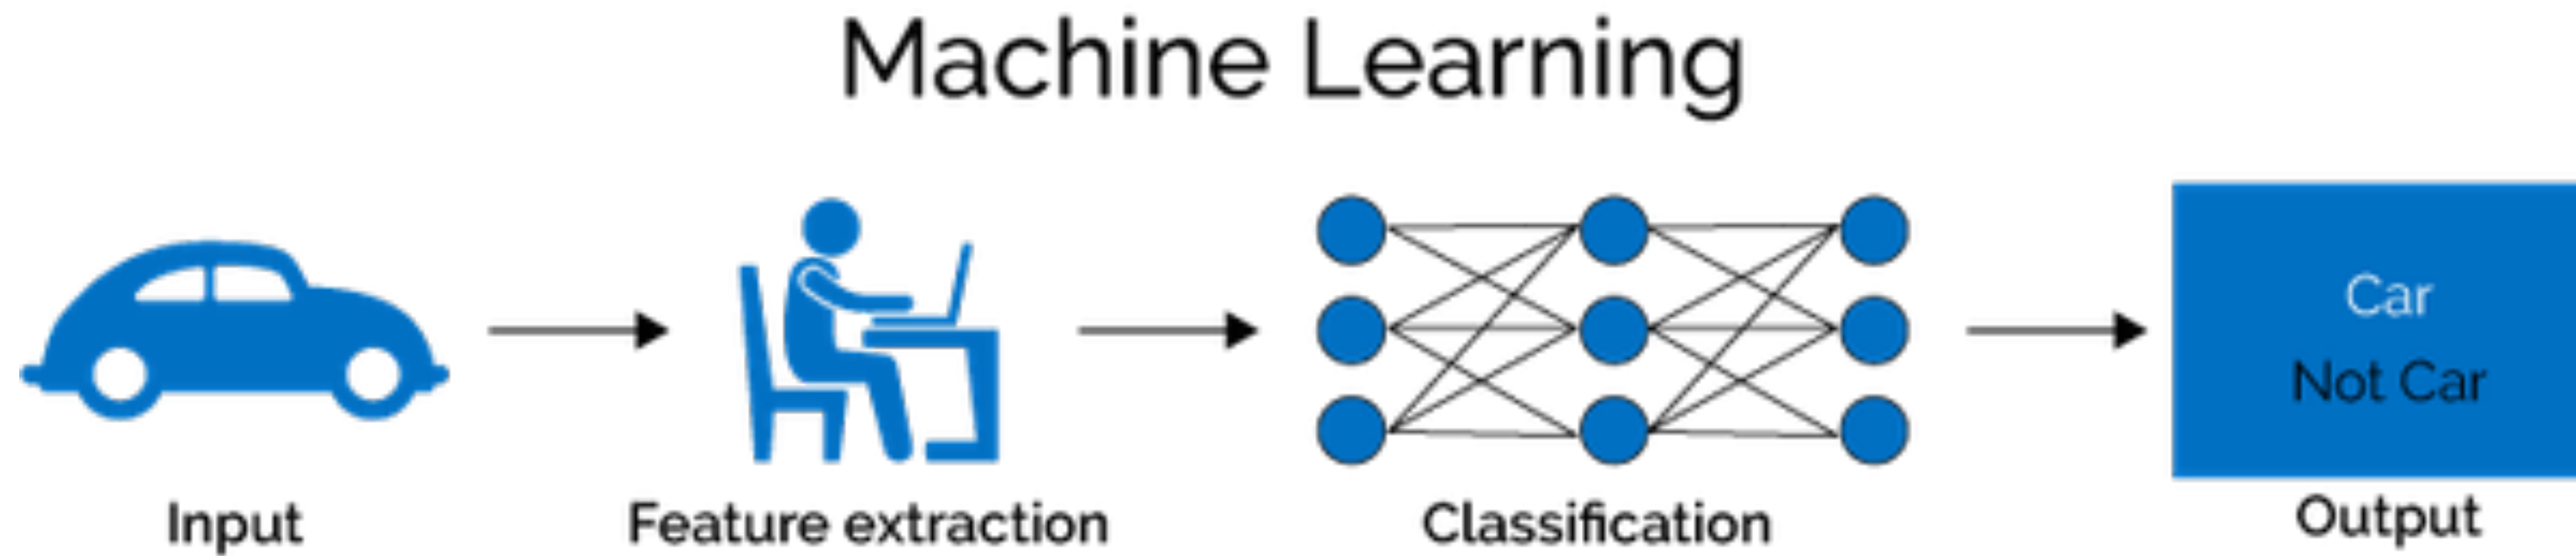 Machine Learning
Car
Not Car
Input
Feature extraction
Classification
Output